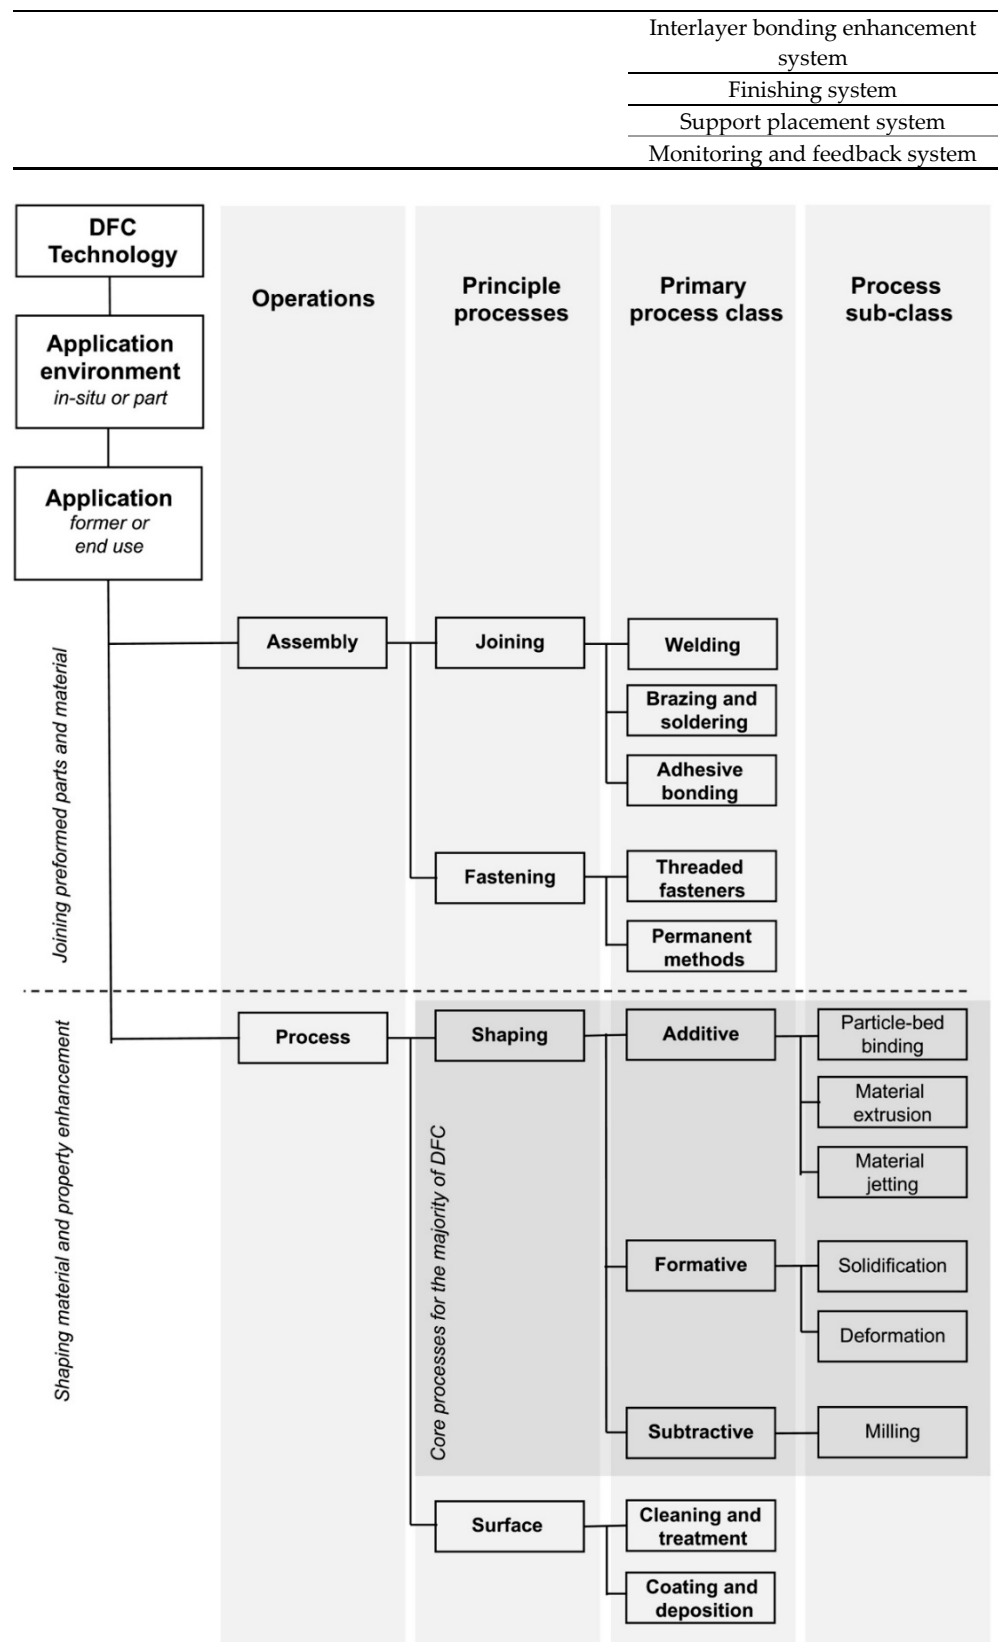 Interlayer bonding enhancement
system
Finishing system
Support placement system
Monitoring and feedback system
DFC
Technology
Operations
Principle
processes
Primary
process class
Process
sub-class
Application
environment
in-situ or part
Application
former or
end use
Joining preformed parts and material
Assembly
Joining
Welding
Brazing and
soldering
Adhesive
bonding
Fastening
Threaded
fasteners
Permanent
methods
Shaping material and property enhancement
Process
Shaping
Core processes for the majority of DFC
Additive
Particle-bed
binding
Material
extrusion
Material
jetting
Formative
Solidification
Deformation
Subtractive
Milling
Surface
Cleaning and
treatment
Coating and
deposition